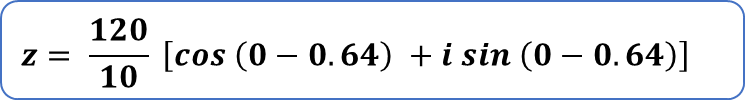 z = 120/10 [cos (0 − 0.64) + i sin (0 − 0.64)]